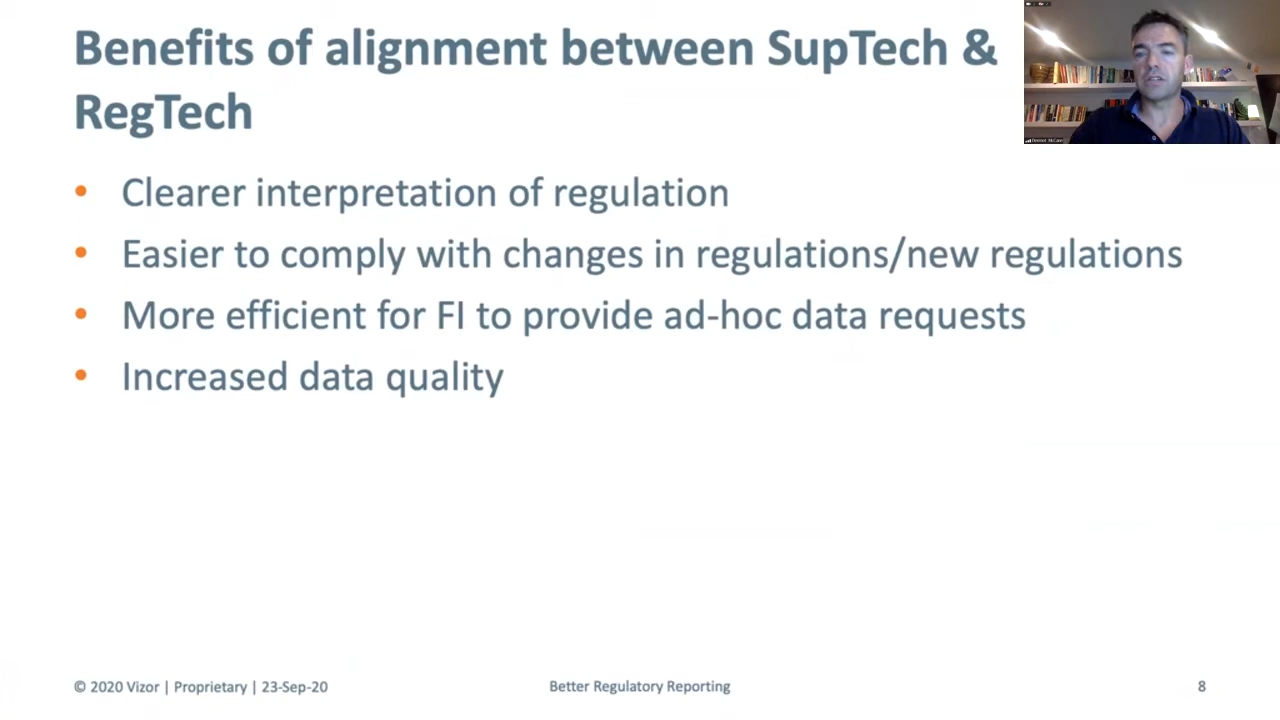 Benefits of alignment between SupTech &
RegTech
• Clearer interpretation of regulation
• Easier to comply with changes in regulations/new regulations
• More efficient for FI to provide ad-hoc data requests
• Increased data quality
© 2020 Vizor | Proprietary | 23-Sep-20
Better Regulatory Reporting
8